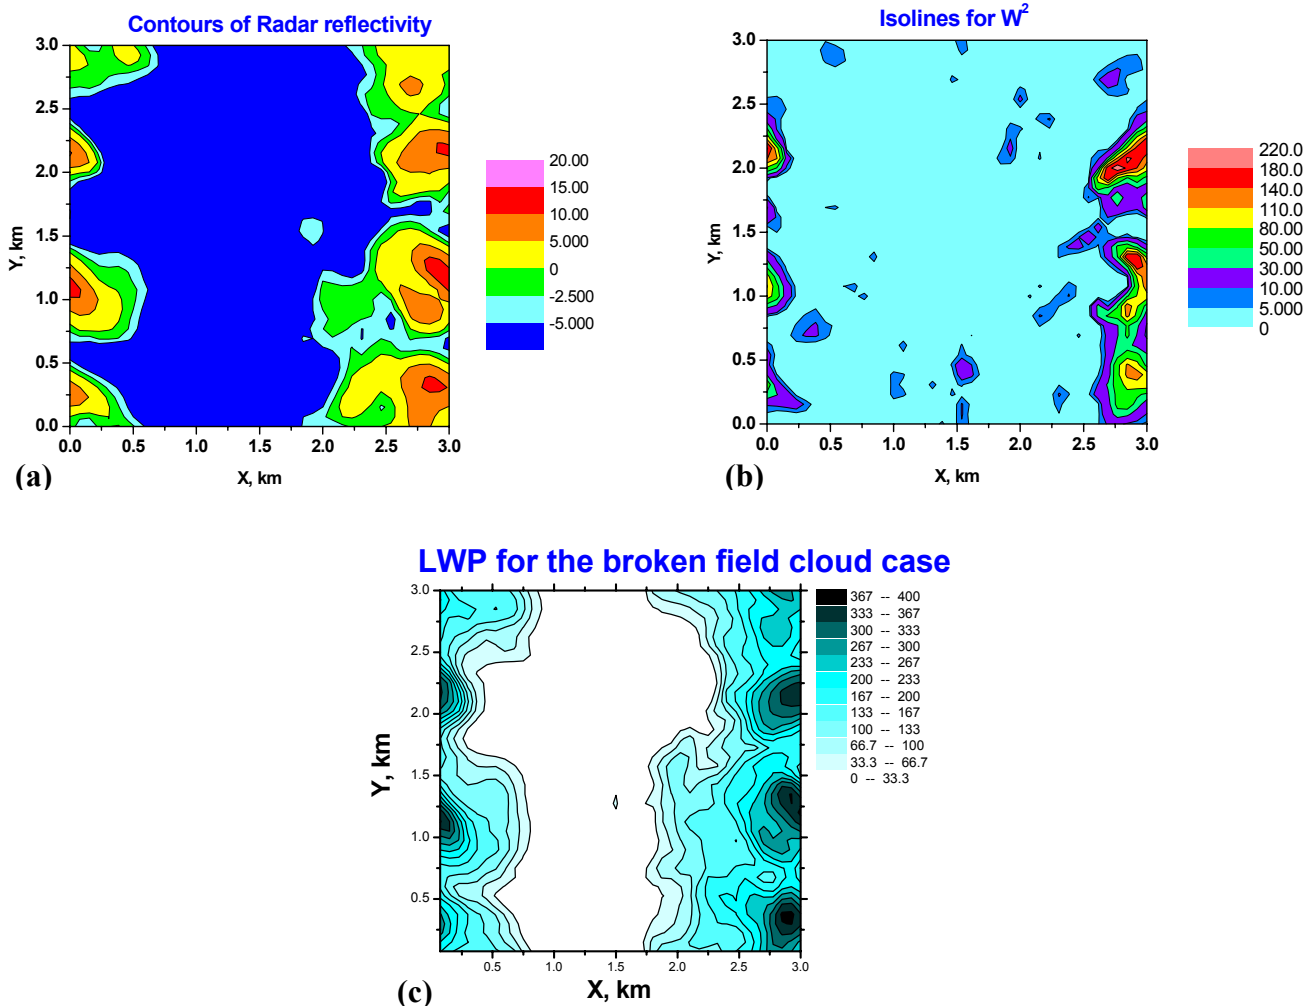 Contours of Radar reflectivity
3.0
2.5
2.0
1.5
1.0
0.5
0.0
Y, km
0.0 0.5 1.0 1.5 2.0 2.5 3.0
X, km
20.00
15.00
10.00
5.000
0
-2.500
-5.000
(a)
Isolines for W²
3.0
2.5
2.0
1.5
1.0
0.5
0.0
Y, km
0.0 0.5 1.0 1.5 2.0 2.5 3.0
X, km
220.0
180.0
140.0
110.0
80.00
50.00
30.00
10.00
5.000
0
(b)
LWP for the broken field cloud case
3.0
2.5
2.0
1.5
1.0
0.5
Y, km
0.5 1.0 1.5 2.0 2.5 3.0
X, km
367 -- 400
333 -- 367
300 -- 333
267 -- 300
233 -- 267
200 -- 233
167 -- 200
133 -- 167
100 -- 133
66.7 -- 100
33.3 -- 66.7
0 -- 33.3
(c)